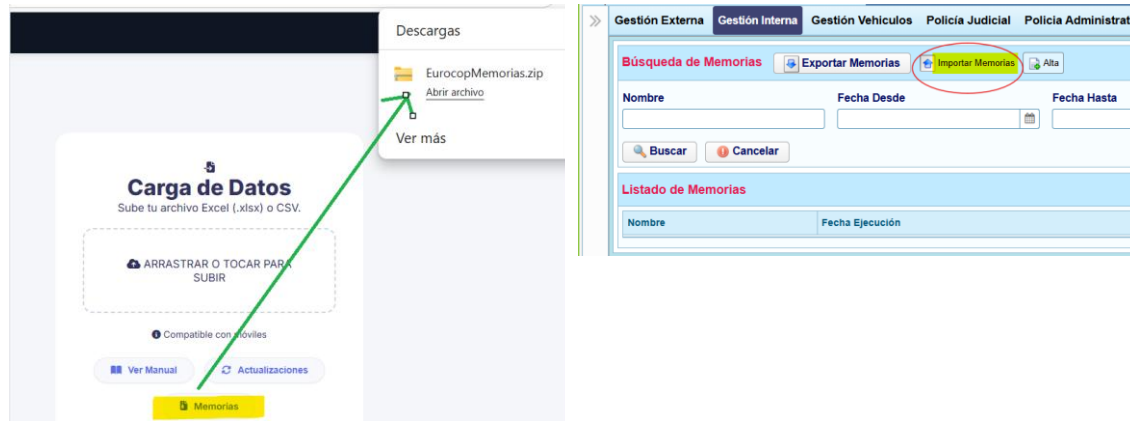 Descargas
EurocopMemorias.zip
Abrir archivo
Ver más
Carga de Datos
Sube tu archivo Excel (.xlsx) o CSV.
ARRASTRAR O TOCAR PARA
SUBIR
Compatible con móviles
Ver Manual Actualizaciones
Memorias
Gestión Externa Gestión Interna Gestión Vehiculos Policía Judicial Policia Administrat
Búsqueda de Memorias Exportar Memorias Importar Memorias Alta
Nombre Fecha Desde Fecha Hasta
Buscar Cancelar
Listado de Memorias
Nombre Fecha Ejecución